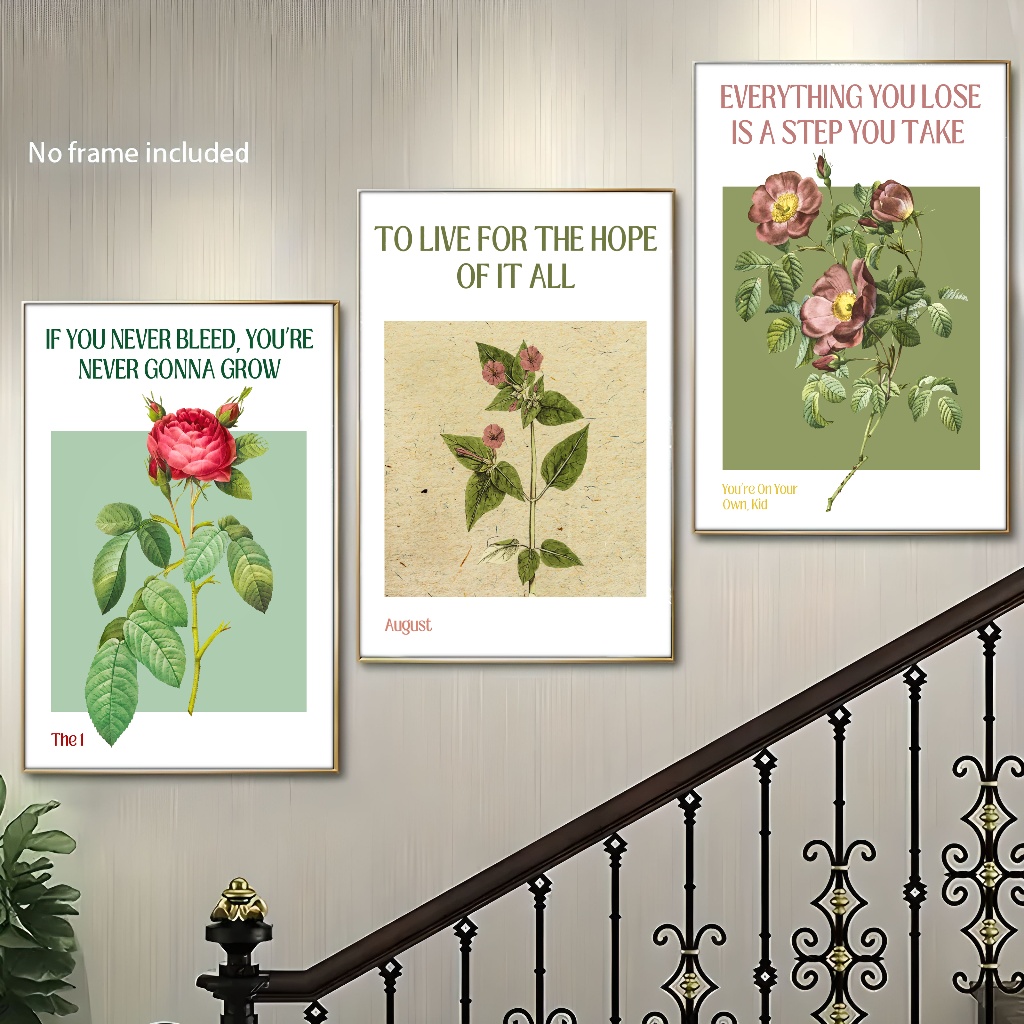 No frame included
IF YOU NEVER BLEED, YOU'RE
NEVER GONNA GROW
The 1
TO LIVE FOR THE HOPE
OF IT ALL
August
EVERYTHING YOU LOSE
IS A STEP YOU TAKE
You're On Your
Own, Kid